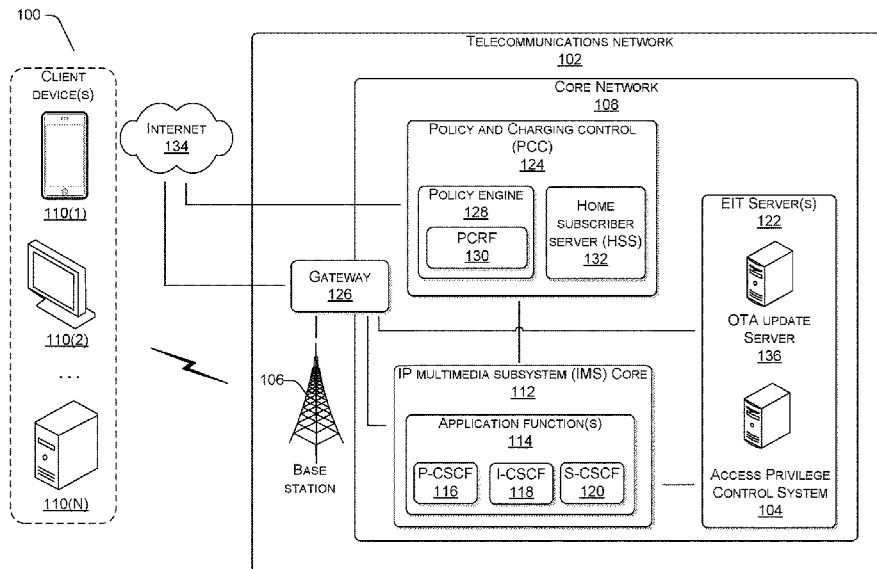 100
TELECOMMUNICATIONS NETWORK
102
CLIENT
DEVICE(S)
110(1)
110(2)
...
110(N)
INTERNET
134
CORE NETWORK
108
POLICY AND CHARGING CONTROL
(PCC)
124
POLICY ENGINE
128
PCRF
130
HOME
SUBSCRIBER
SERVER (HSS)
132
GATEWAY
126
106
BASE
STATION
IP MULTIMEDIA SUBSYSTEM (IMS) CORE
112
APPLICATION FUNCTION(S)
114
P-CSCF
116
I-CSCF
118
S-CSCF
120
EIT SERVER(S)
122
OTA UPDATE
SERVER
136
ACCESS PRIVILEGE
CONTROL SYSTEM
104